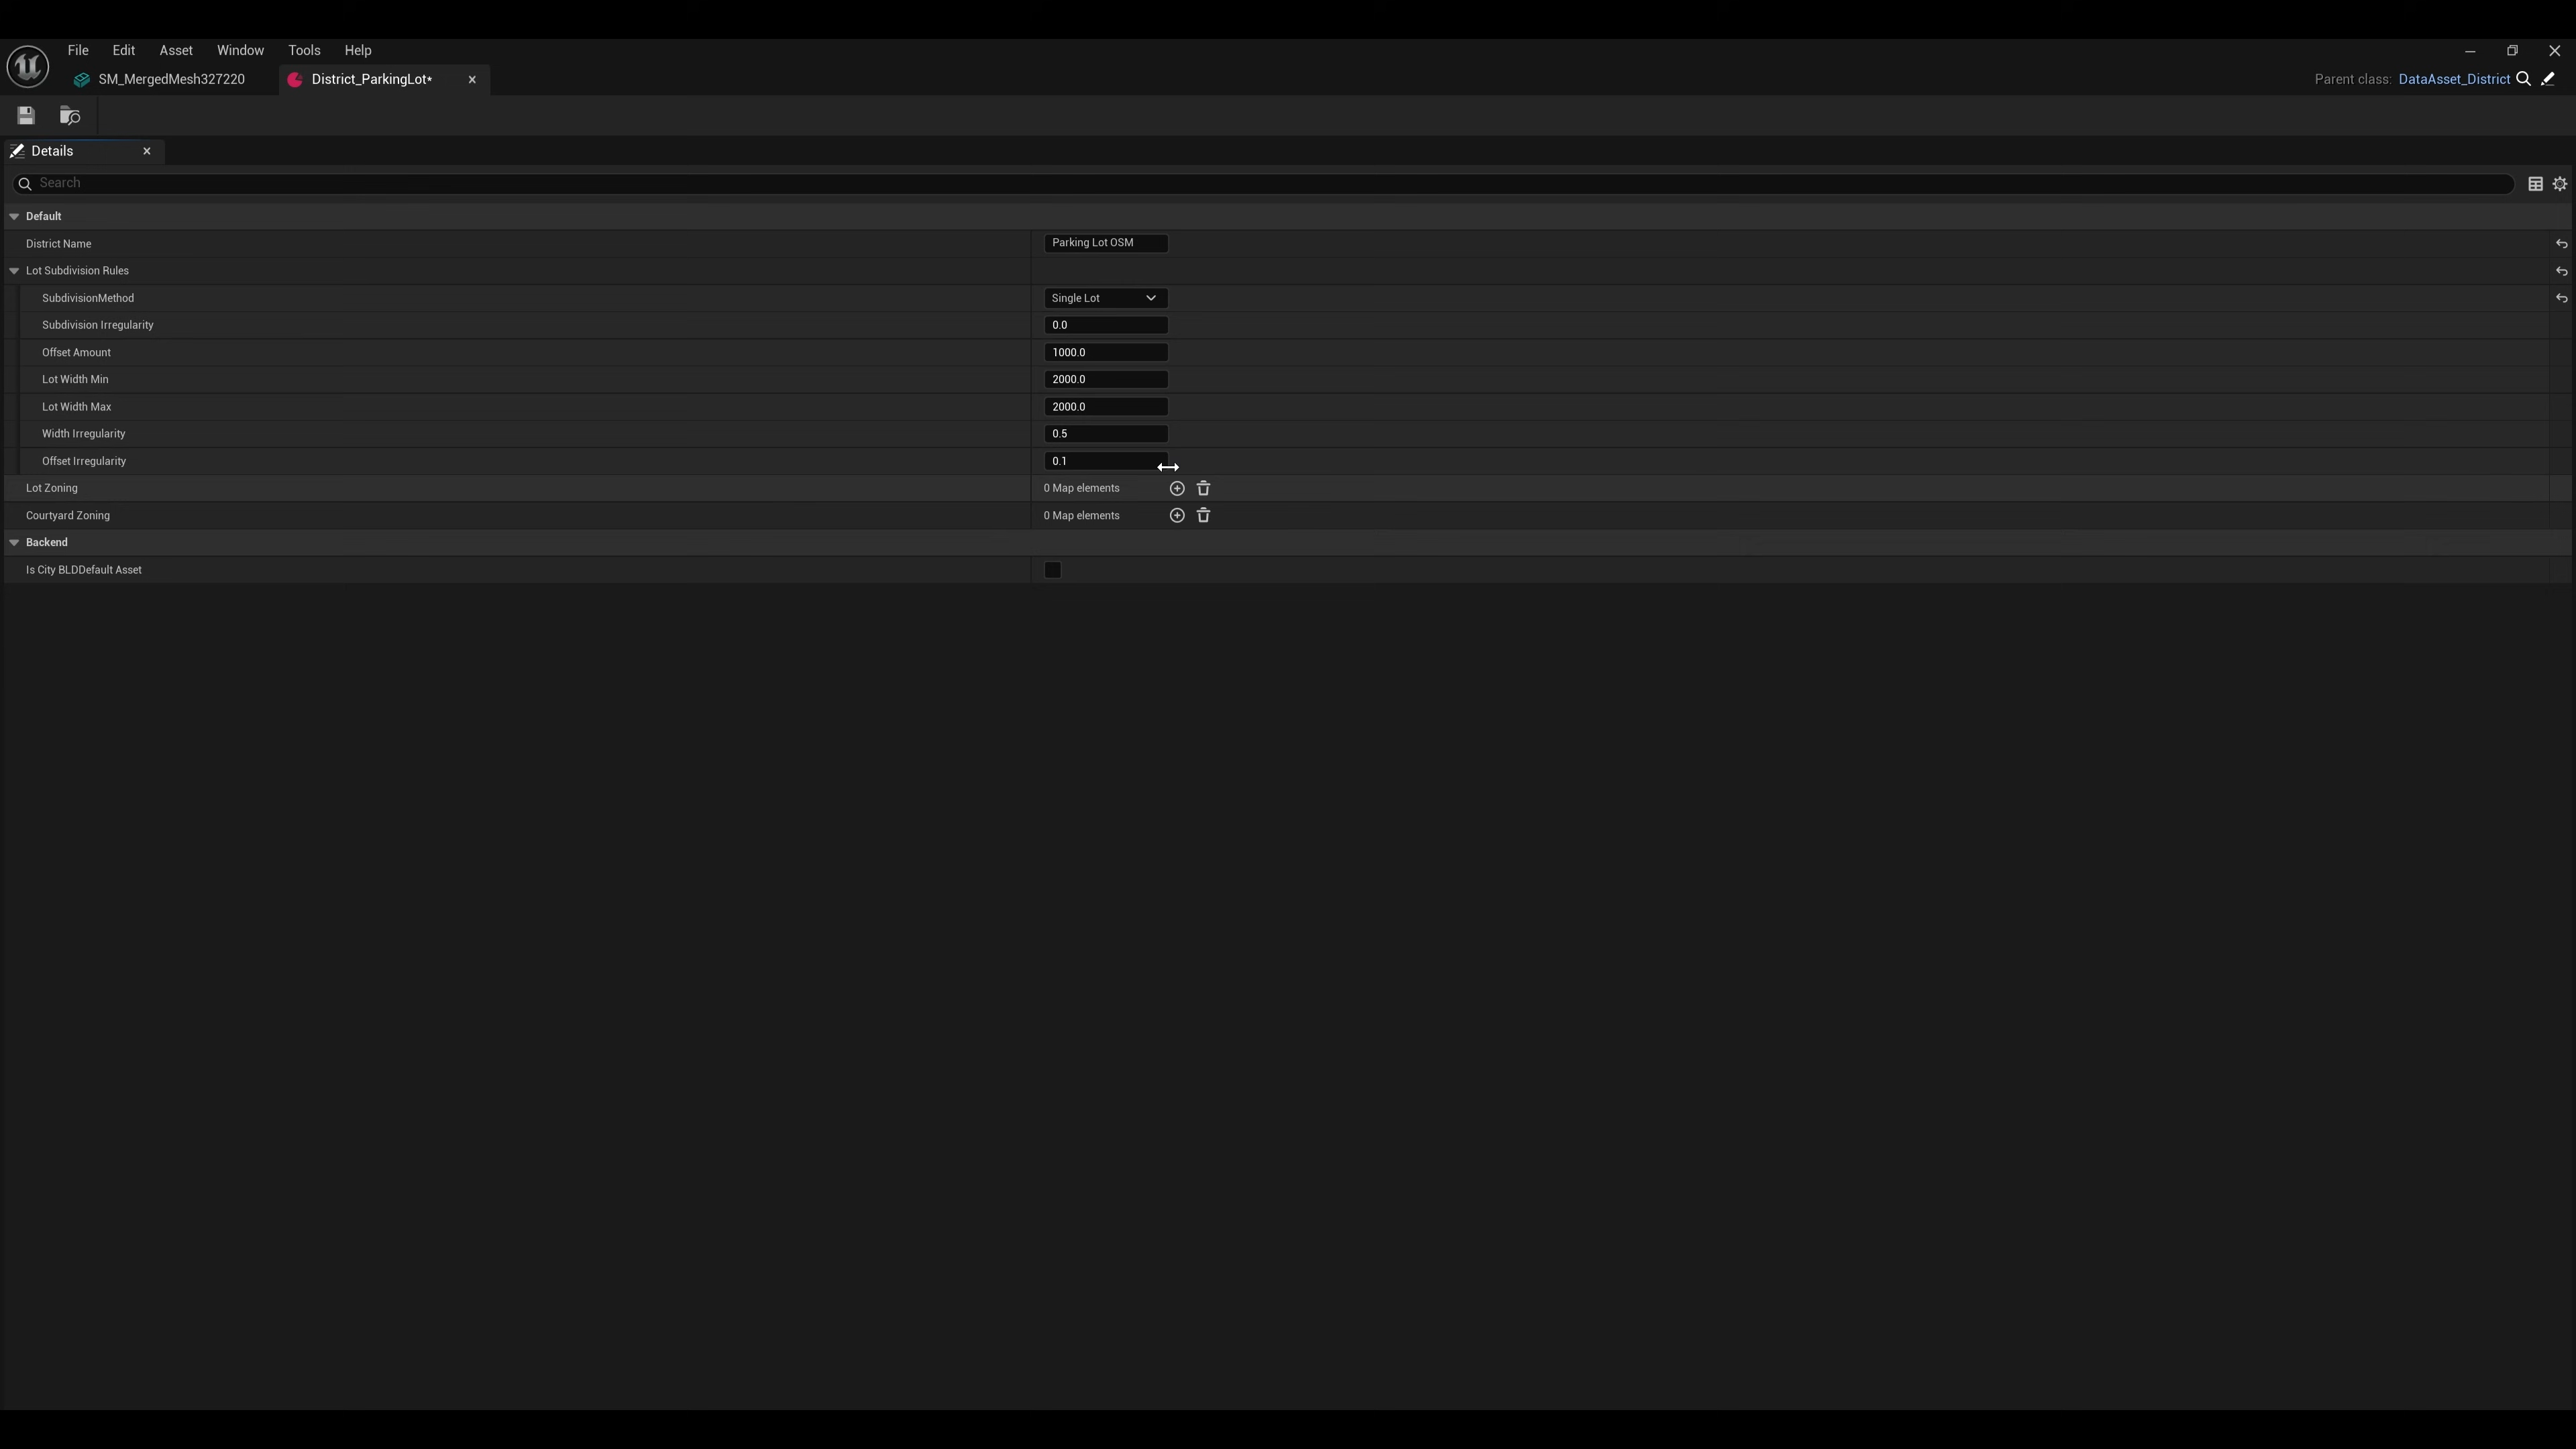 File Edit Asset Window Tools Help
SM_MergedMesh327220 District_ParkingLot* Parent class: DataAsset_District
Details
Search
Default
District Name Parking Lot OSM
Lot Subdivision Rules
SubdivisionMethod Single Lot
Subdivision Irregularity 0.0
Offset Amount 1000.0
Lot Width Min 2000.0
Lot Width Max 2000.0
Width Irregularity 0.5
Offset Irregularity 0.1
Lot Zoning 0 Map elements
Courtyard Zoning 0 Map elements
Backend
Is City BLDDefault Asset